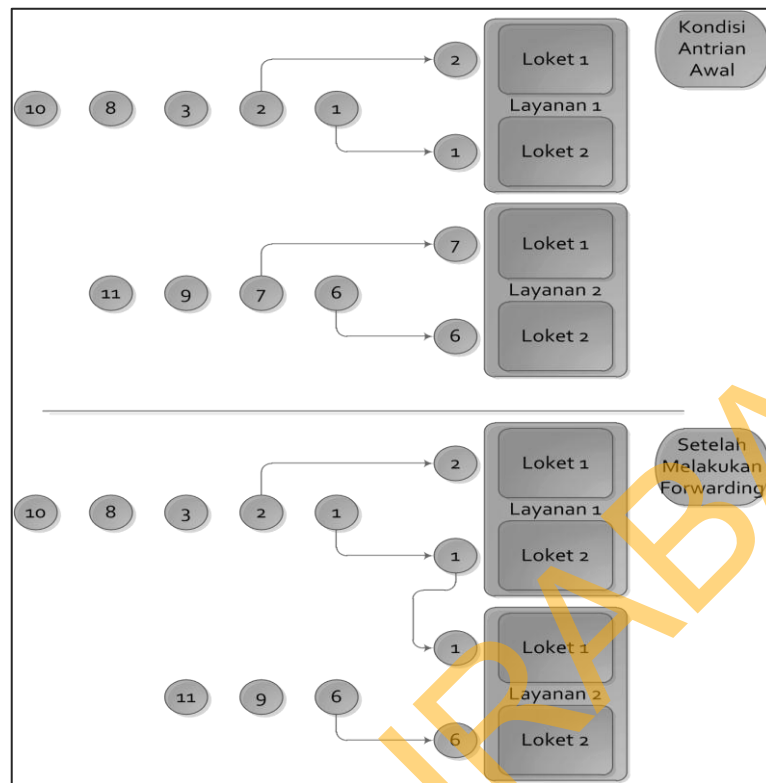 Kondisi
Antrian
Awal
2
Loket 1
10 8 3 2 1
Layanan 1
1
Loket 2
7
Loket 1
11 9 7 6
Layanan 2
6
Loket 2
Setelah
Melakukan
Forwarding
2
Loket 1
10 8 3 2 1
Layanan 1
1
Loket 2
1
Loket 1
11 9 6
Layanan 2
6
Loket 2
IRABA